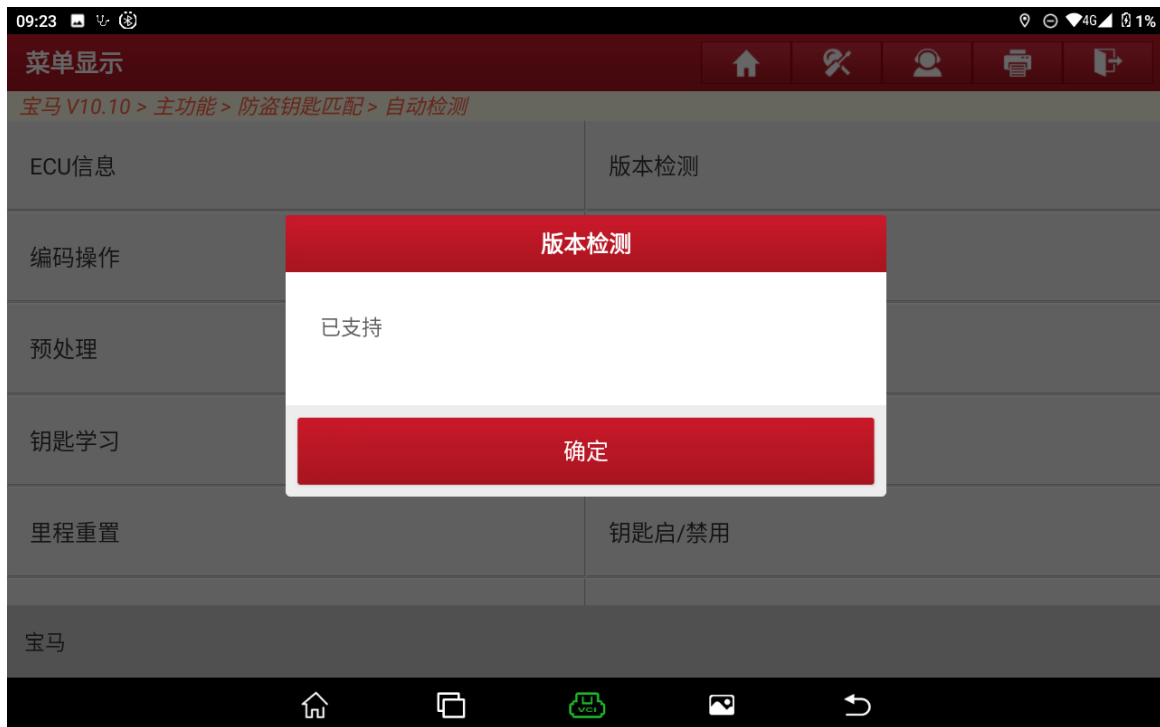 09:23 4G 1%
菜单显示
宝马 V10.10 > 主功能 > 防盗钥匙匹配 > 自动检测
ECU信息 版本检测
版本检测
编码操作
已支持
预处理
钥匙学习
确定
里程重置 钥匙启/禁用
宝马
VCI